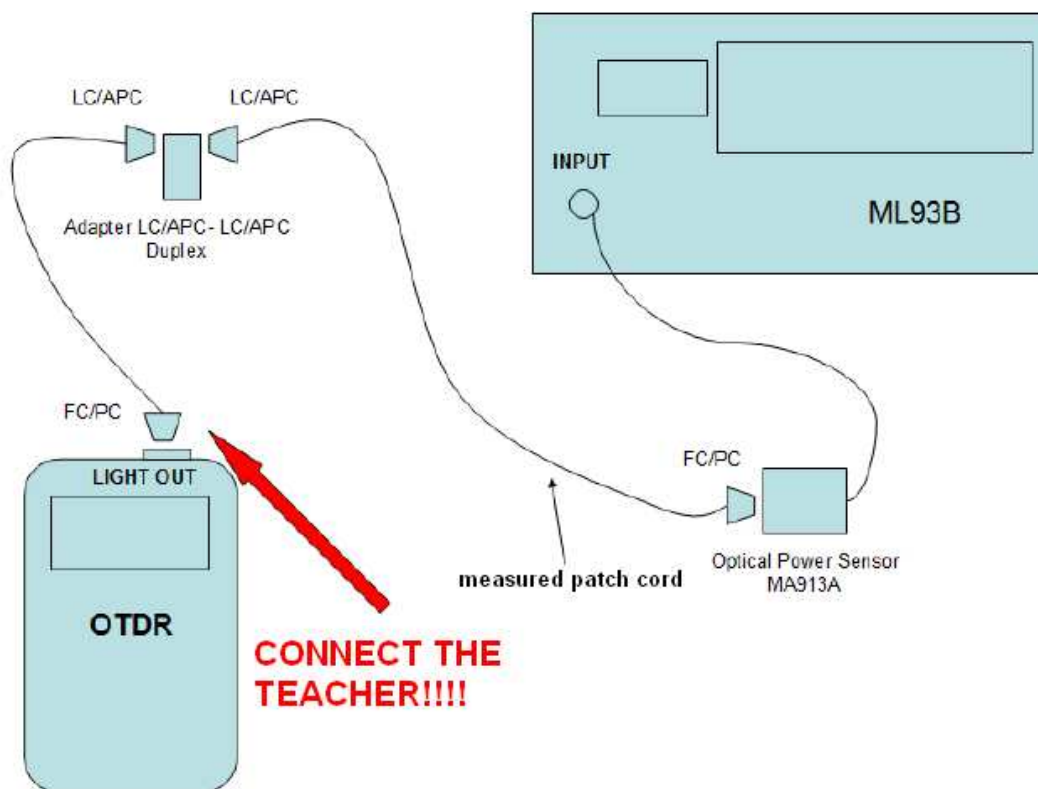 LC/APC
LC/APC
Adapter LC/APC- LC/APC
Duplex
INPUT
ML93B
FC/PC
LIGHT OUT
OTDR
CONNECT THE
TEACHER!!!!
measured patch cord
FC/PC
Optical Power Sensor
MA913A